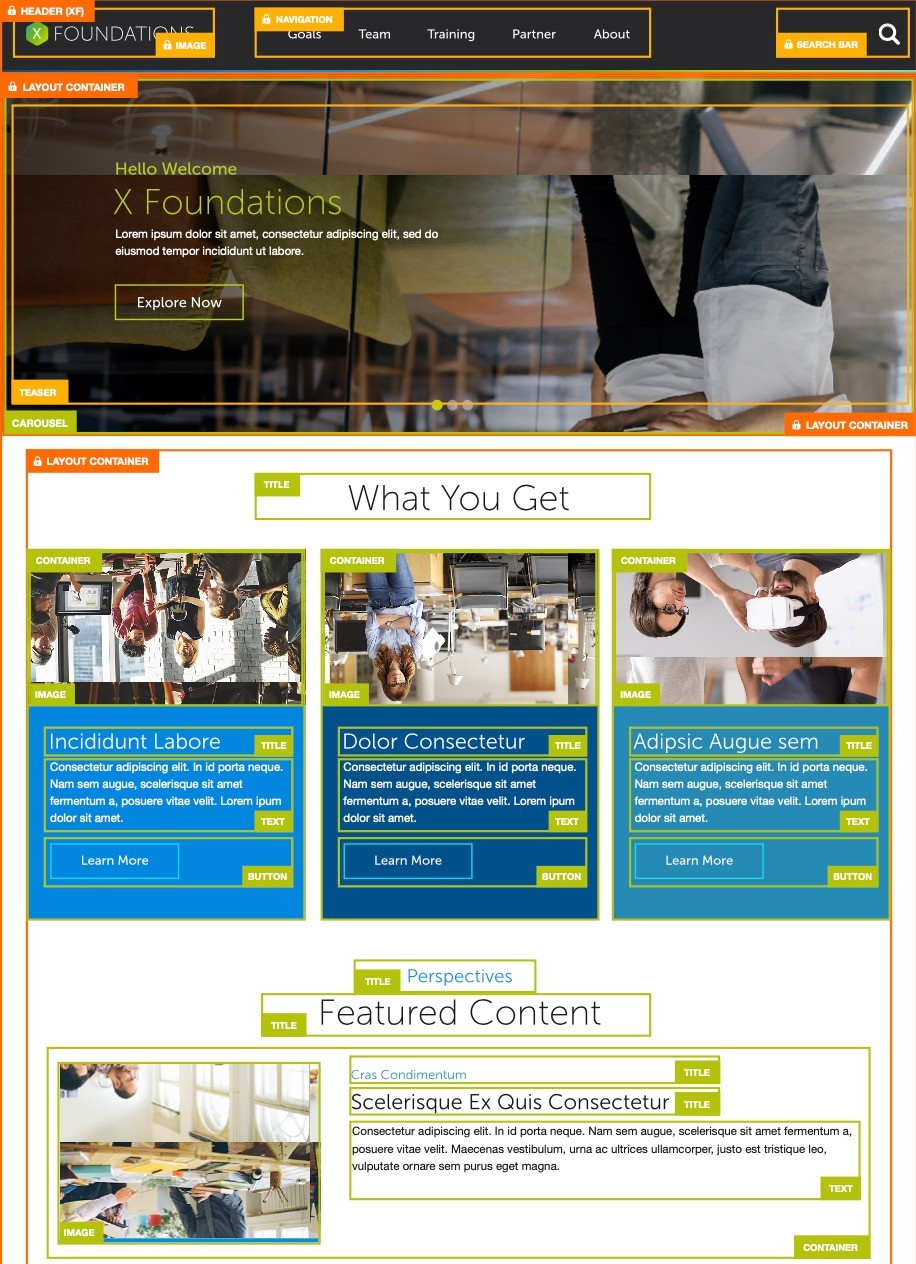 HEADER (XF)
X FOUNDATIONS
IMAGE
NAVIGATION
Goals Team Training Partner About
SEARCH BAR
LAYOUT CONTAINER
Hello Welcome
X Foundations
Lorem ipsum dolor sit amet, consectetur adipiscing elit, sed do
eiusmod tempor incididunt ut labore.
Explore Now
TEASER
CAROUSEL
LAYOUT CONTAINER
LAYOUT CONTAINER
TITLE
What You Get
CONTAINER
IMAGE
Incididunt Labore
TITLE
Consectetur adipiscing elit. In id porta neque.
Nam sem augue, scelerisque sit amet
fermentum a, posuere vitae velit. Lorem ipum
dolor sit amet.
TEXT
Learn More
BUTTON
CONTAINER
IMAGE
Dolor Consectetur
TITLE
Consectetur adipiscing elit. In id porta neque.
Nam sem augue, scelerisque sit amet
fermentum a, posuere vitae velit. Lorem ipum
dolor sit amet.
TEXT
Learn More
BUTTON
CONTAINER
IMAGE
Adipsic Augue sem
TITLE
Consectetur adipiscing elit. In id porta neque.
Nam sem augue, scelerisque sit amet
fermentum a, posuere vitae velit. Lorem ipum
dolor sit amet.
TEXT
Learn More
BUTTON
TITLE
Perspectives
TITLE
Featured Content
IMAGE
Cras Condimentum
TITLE
Scelerisque Ex Quis Consectetur
TITLE
Consectetur adipiscing elit. In id porta neque. Nam sem augue, scelerisque sit amet fermentum a,
posuere vitae velit. Maecenas vestibulum, urna ac ultrices ullamcorper, justo est tristique leo,
vulputate ornare sem purus eget magna.
TEXT
CONTAINER